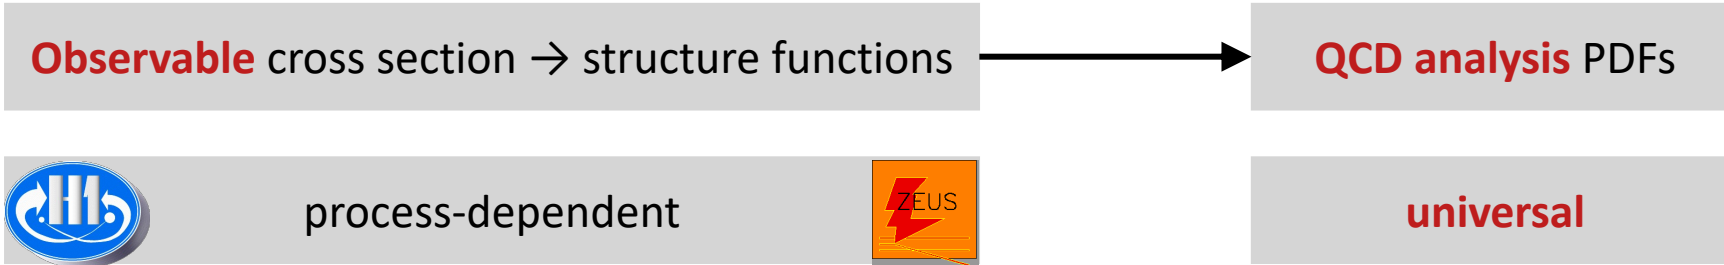 Observable cross section → structure functions
QCD analysis PDFs
H1
process-dependent
ZEUS
universal